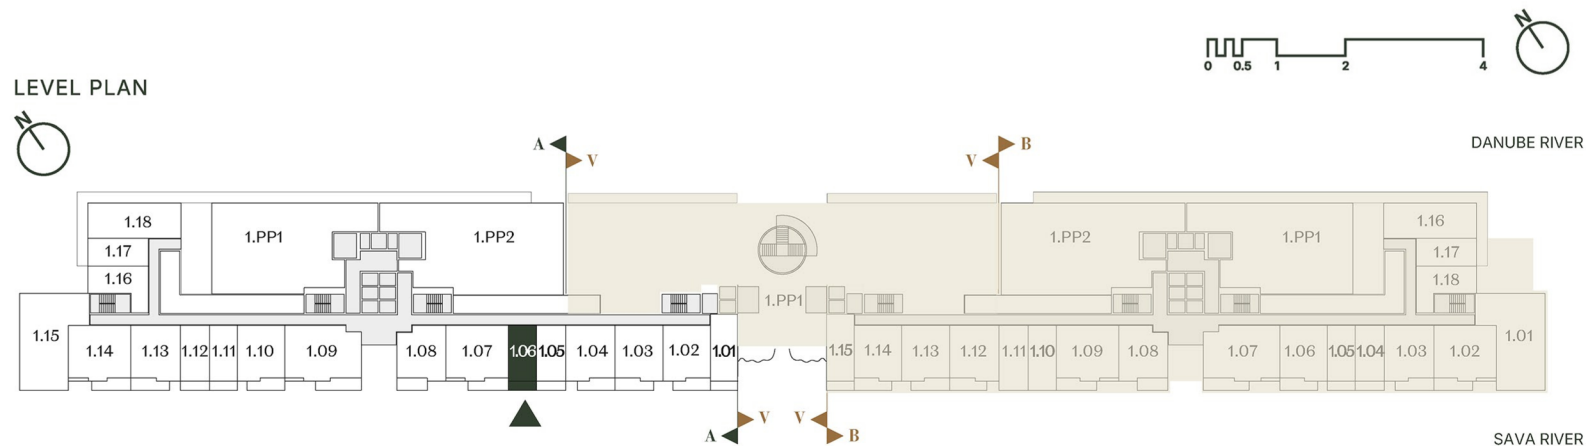 N
0 0.5 1 2 4
LEVEL PLAN
N
A V
V B
DANUBE RIVER
1.18 1.PP1 1.PP2 1.PP2 1.PP1 1.16
1.17 1.17
1.16 1.18
1.PP1
1.15 1.01
1.14 1.13 1.12 1.11 1.10 1.09 1.08 1.07 1.06 1.05 1.04 1.03 1.02 1.01 1.15 1.14 1.13 1.12 1.11 1.10 1.09 1.08 1.07 1.06 1.05 1.04 1.03 1.02
V V
A B
SAVA RIVER